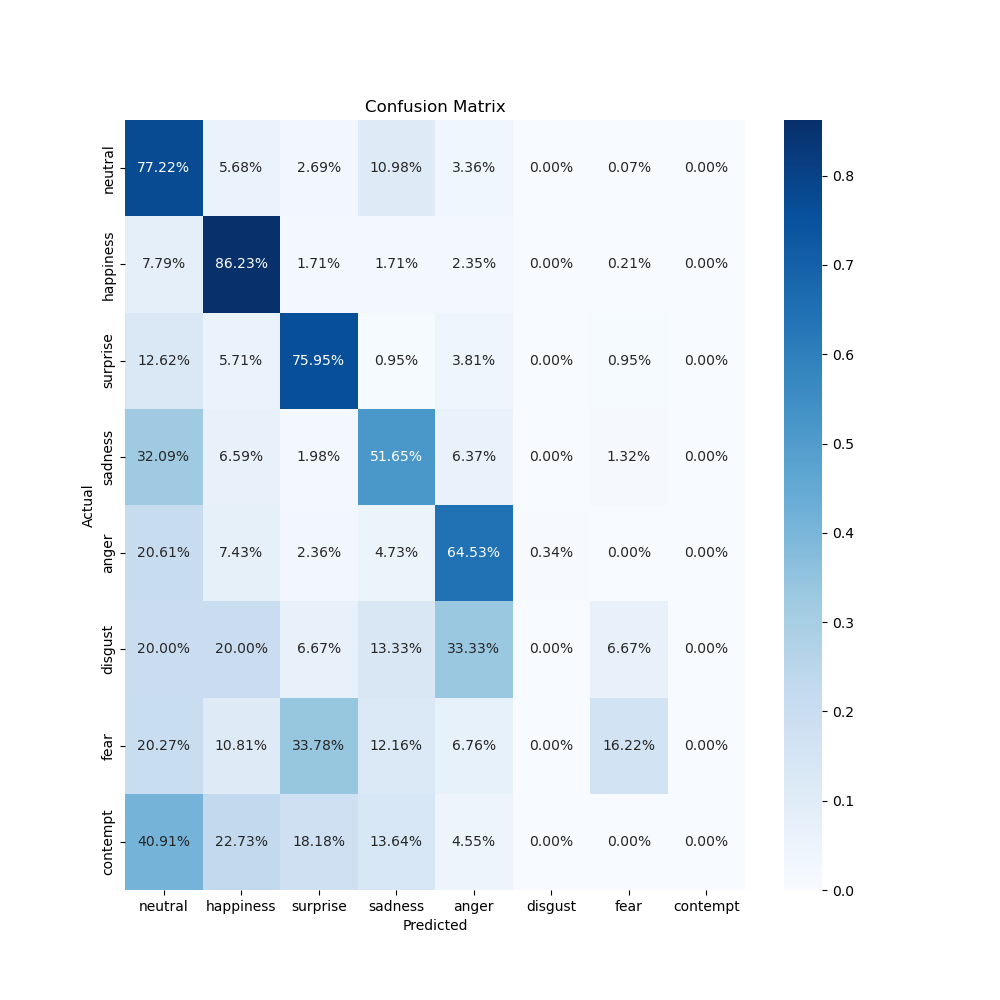 Confusion Matrix
neutral 77.22% 5.68% 2.69% 10.98% 3.36% 0.00% 0.07% 0.00%
happiness 7.79% 86.23% 1.71% 1.71% 2.35% 0.00% 0.21% 0.00%
surprise 12.62% 5.71% 75.95% 0.95% 3.81% 0.00% 0.95% 0.00%
sadness 32.09% 6.59% 1.98% 51.65% 6.37% 0.00% 1.32% 0.00%
Actual
anger 20.61% 7.43% 2.36% 4.73% 64.53% 0.34% 0.00% 0.00%
disgust 20.00% 20.00% 6.67% 13.33% 33.33% 0.00% 6.67% 0.00%
fear 20.27% 10.81% 33.78% 12.16% 6.76% 0.00% 16.22% 0.00%
contempt 40.91% 22.73% 18.18% 13.64% 4.55% 0.00% 0.00% 0.00%
neutral happiness surprise sadness anger disgust fear contempt
Predicted
0.8
0.7
0.6
0.5
0.4
0.3
0.2
0.1
0.0